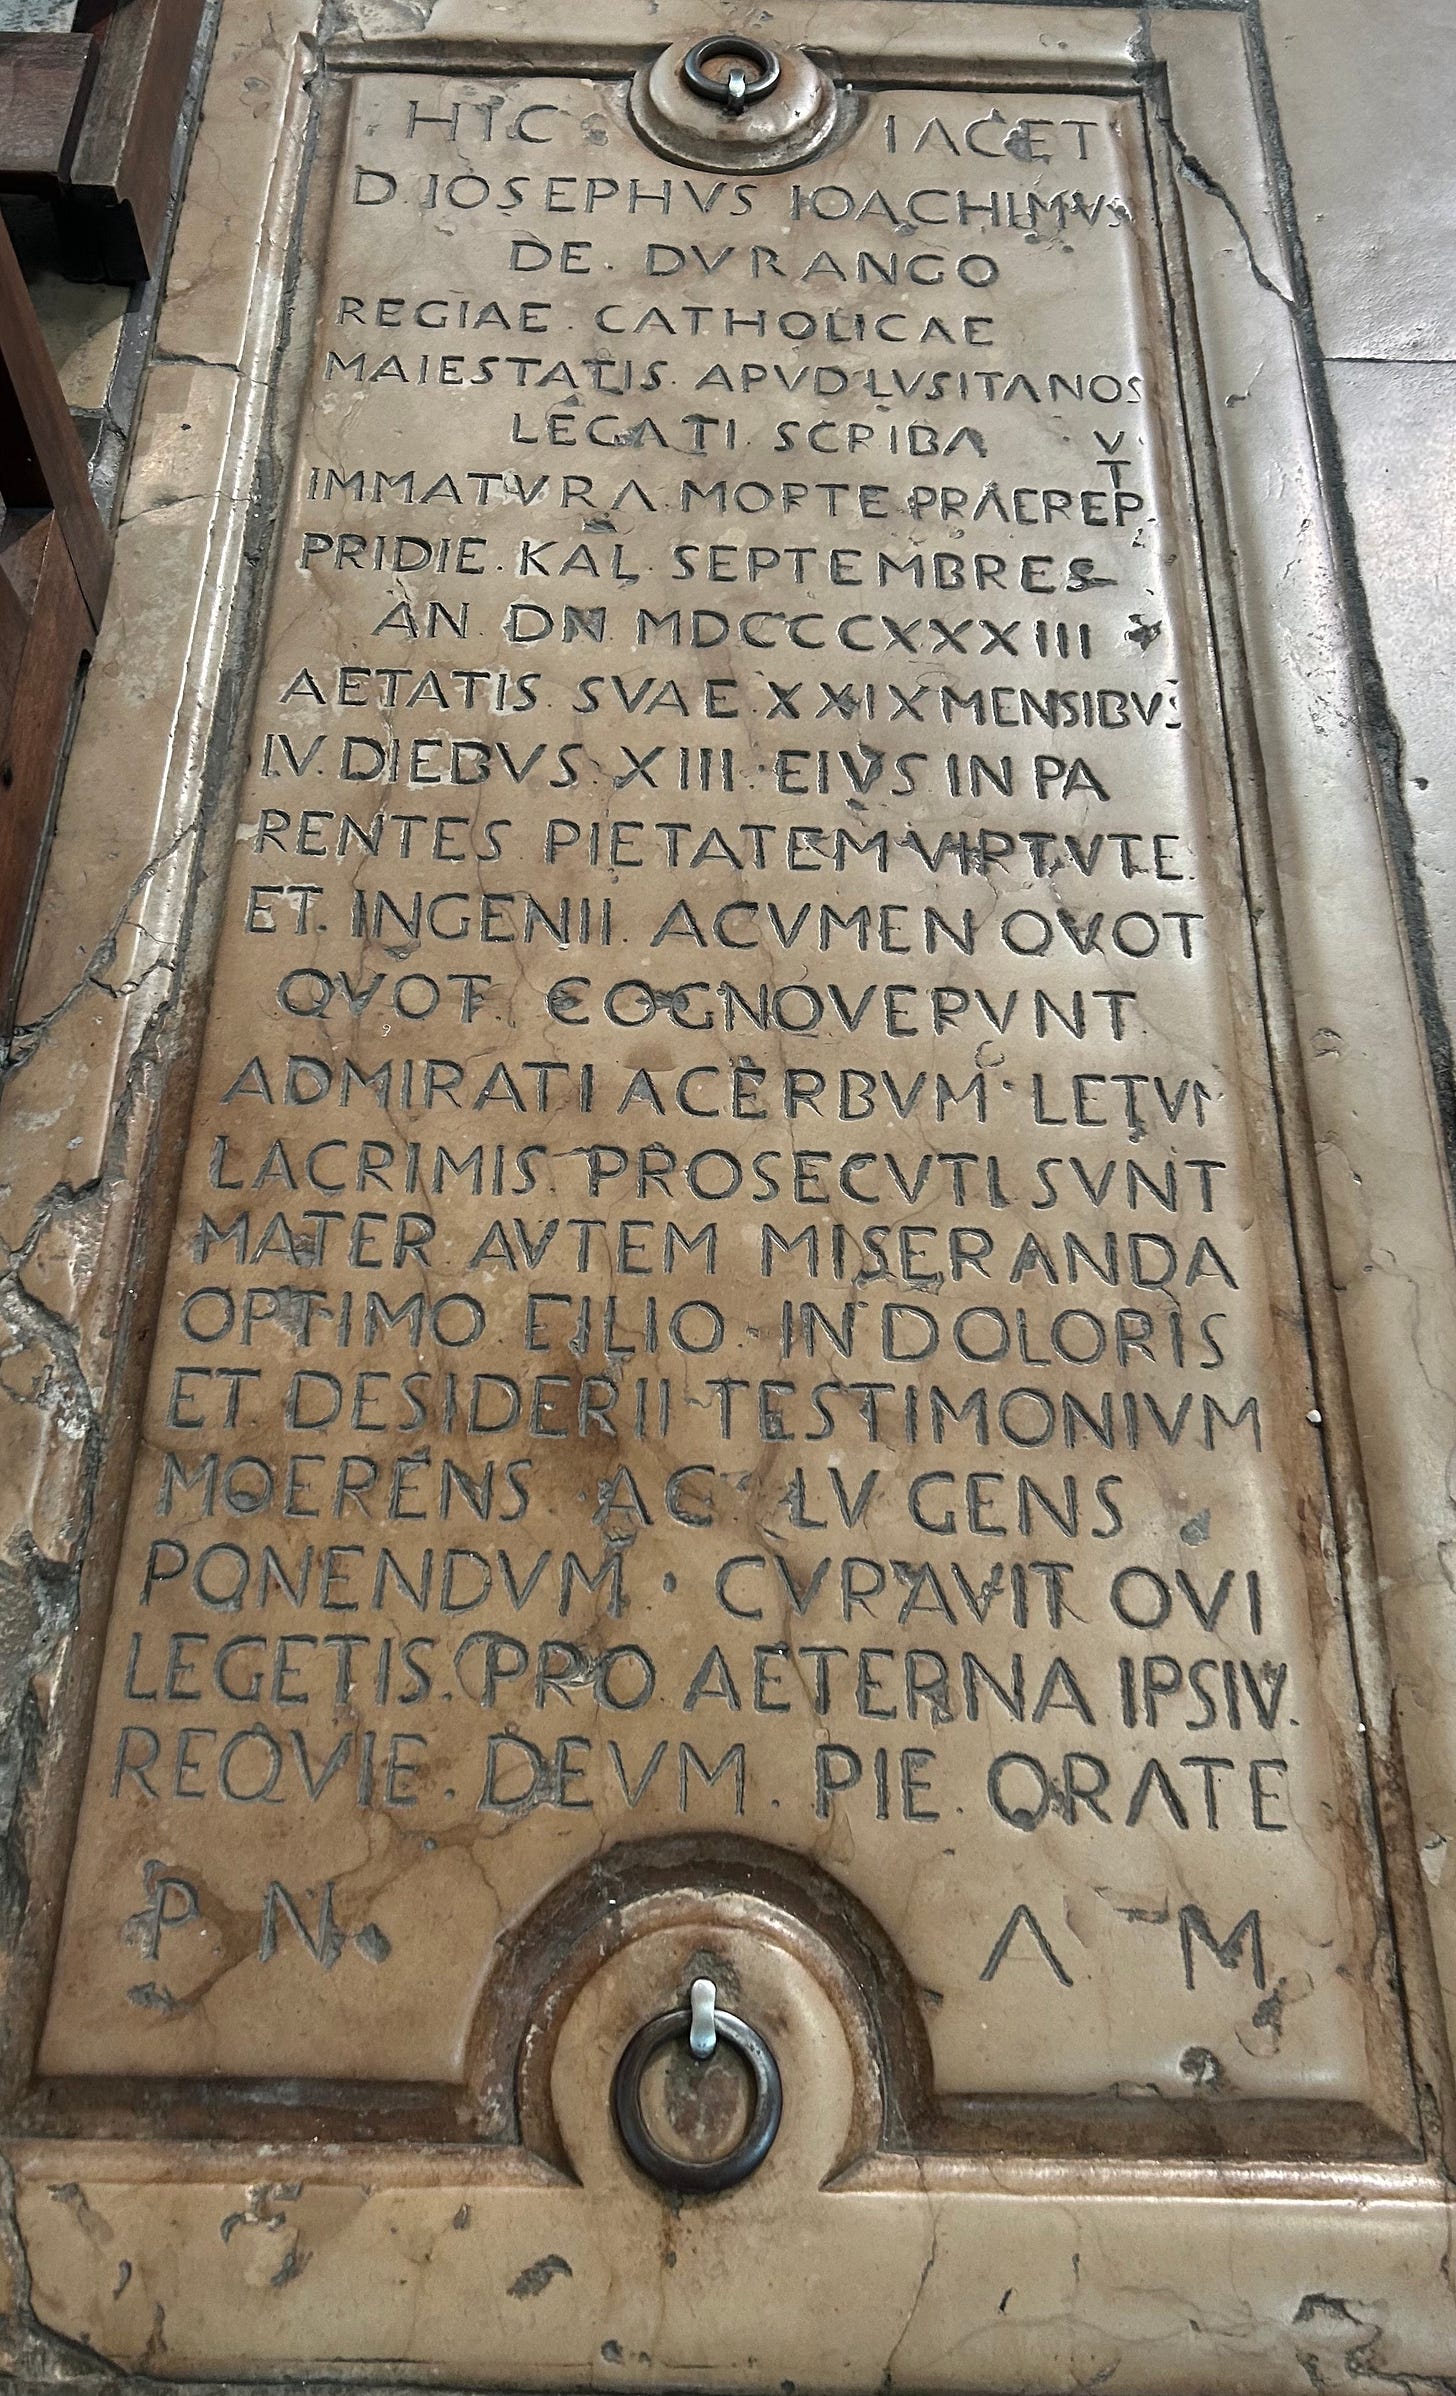 HIC IACET
D. IOSEPHVS IOACHIMVS
DE. DVRANGO
REGIAE. CATHOLICAE
MAIESTATIS. APVD LVSITANOS
LEGATI. SCRIBA
IMMATVRA. MORTE PRAEREPTVS
PRIDIE. KAL. SEPTEMBRES
AN. DN. MDCCCXXXIII
AETATIS SVAE. XXIX MENSIBVS
IV. DIEBVS. XIII. EIVS IN PA
RENTES PIETATEM VIRTVTE
ET. INGENII. ACVMEN QVOT
QVOT. COGNOVERVNT
ADMIRATI ACERBVM. LETVM
LACRIMIS. PROSECVTI. SVNT
MATER AVTEM MISERANDA
OPTIMO. FILIO. IN DOLORIS
ET. DESIDERII TESTIMONIVM
MOERENS. AC LVGENS
PONENDVM. CVRAVIT QVI
LEGETIS. PRO AETERNA IPSIV.
REQVIE. DEVM. PIE. ORATE
P N. A M